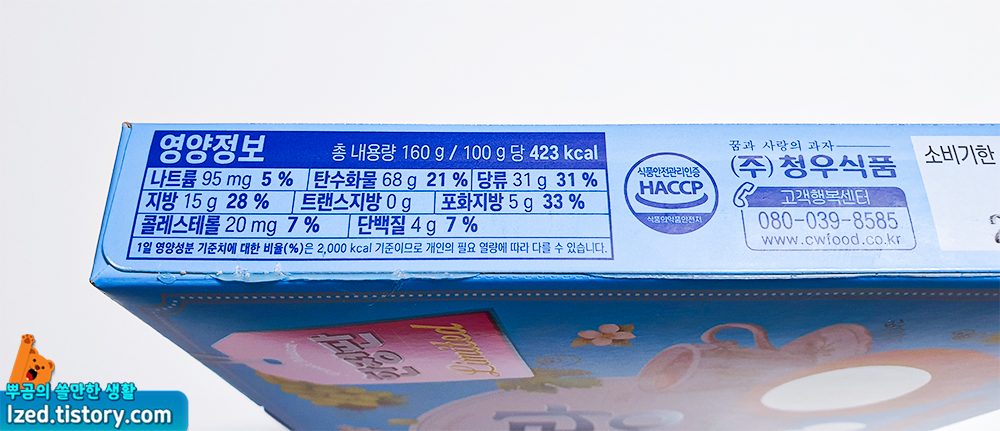 영양정보 총 내용량 160 g / 100 g 당 423 kcal
나트륨 95 mg 5 % 탄수화물 68 g 21 % 당류 31 g 31 %
지방 15 g 28 % 트랜스지방 0 g 포화지방 5 g 33 %
콜레스테롤 20 mg 7 % 단백질 4 g 7 %
1일 영양성분 기준치에 대한 비율(%)은 2,000 kcal 기준이므로 개인의 필요 열량에 따라 다를 수 있습니다.
식품안전관리인증
HACCP
식품의약품안전처
꿈과 사랑의 과자
(주)청우식품
고객행복센터
080-039-8585
www.cwfood.co.kr
소비기한
Limited
뿌곰의 쓸만한 생활
lzed.tistory.com